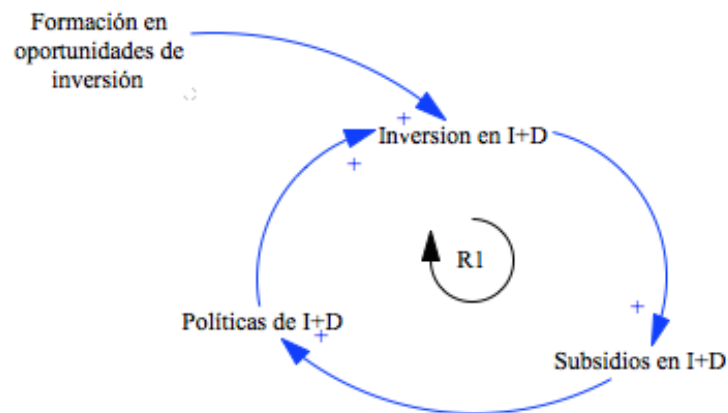 Formación en
oportunidades de
inversión
+
Inversion en I+D
+
R1
+
Políticas de I+D
+
Subsidios en I+D